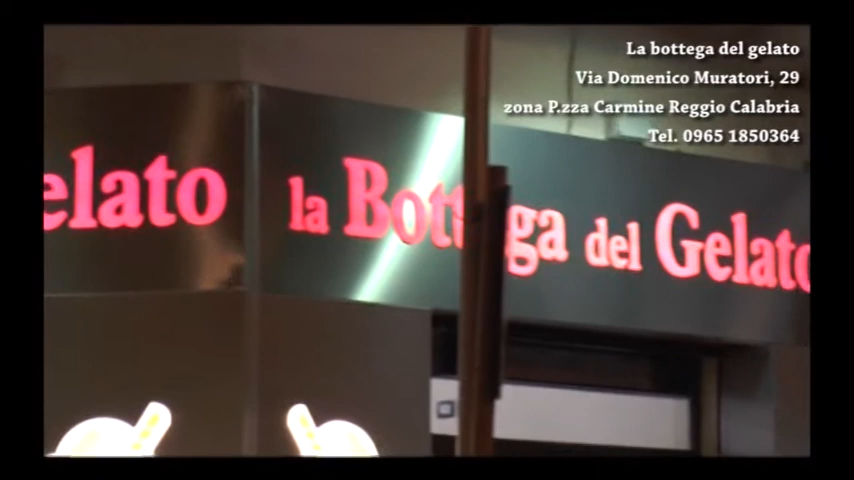 La bottega del gelato
Via Domenico Muratori, 29
zona P.zza Carmine Reggio Calabria
Tel. 0965 1850364
elato
la Bottega del Gelato